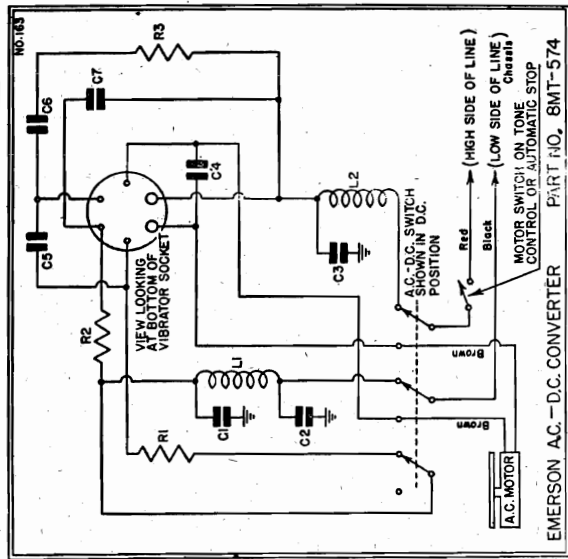 NO. 163
C6
R3
C7
C5
C4
VIEW LOOKING
AT BOTTOM OF
VIBRATOR SOCKET
R2
L2
C3
L1
C1
C2
R1
A.C.-D.C. SWITCH
SHOWN IN D.C.
POSITION
Red
(HIGH SIDE OF LINE)
Black
(LOW SIDE OF LINE)
Chassis
MOTOR SWITCH ON TONE
CONTROL OR AUTOMATIC STOP
Brown
Brown
A.C. MOTOR
EMERSON A.C.-D.C. CONVERTER PART NO. 8MT-574